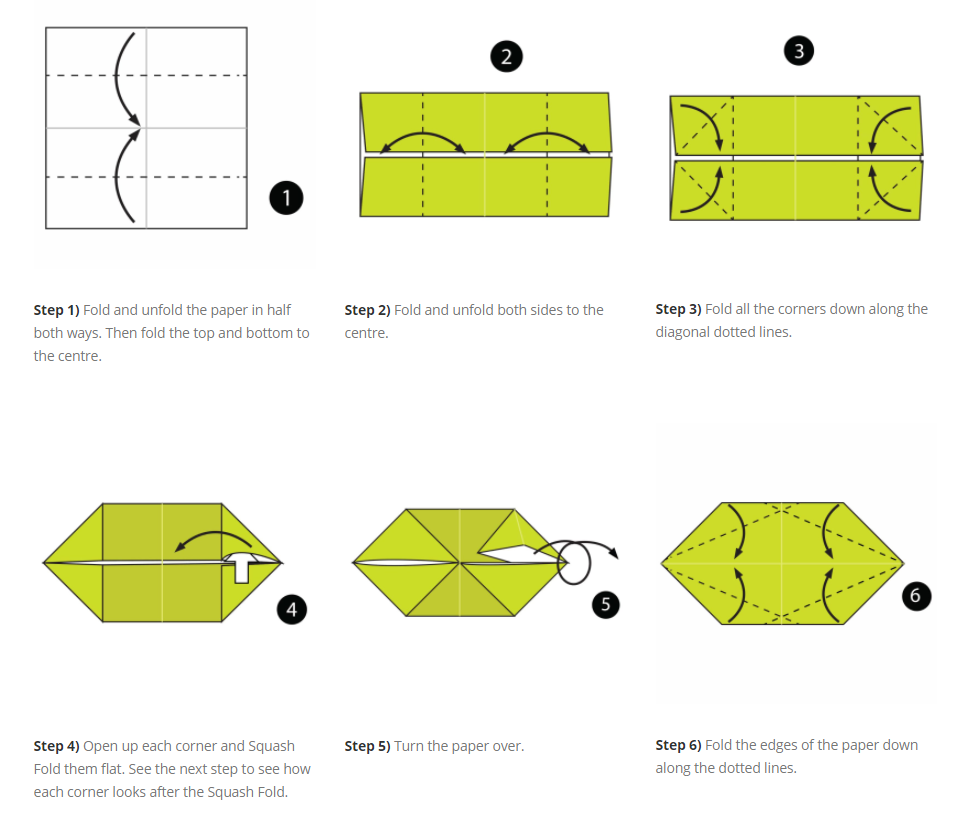 1
2
3
Step 1) Fold and unfold the paper in half
both ways. Then fold the top and bottom to
the centre.
Step 2) Fold and unfold both sides to the
centre.
Step 3) Fold all the corners down along the
diagonal dotted lines.
4
5
6
Step 4) Open up each corner and Squash
Fold them flat. See the next step to see how
each corner looks after the Squash Fold.
Step 5) Turn the paper over.
Step 6) Fold the edges of the paper down
along the dotted lines.